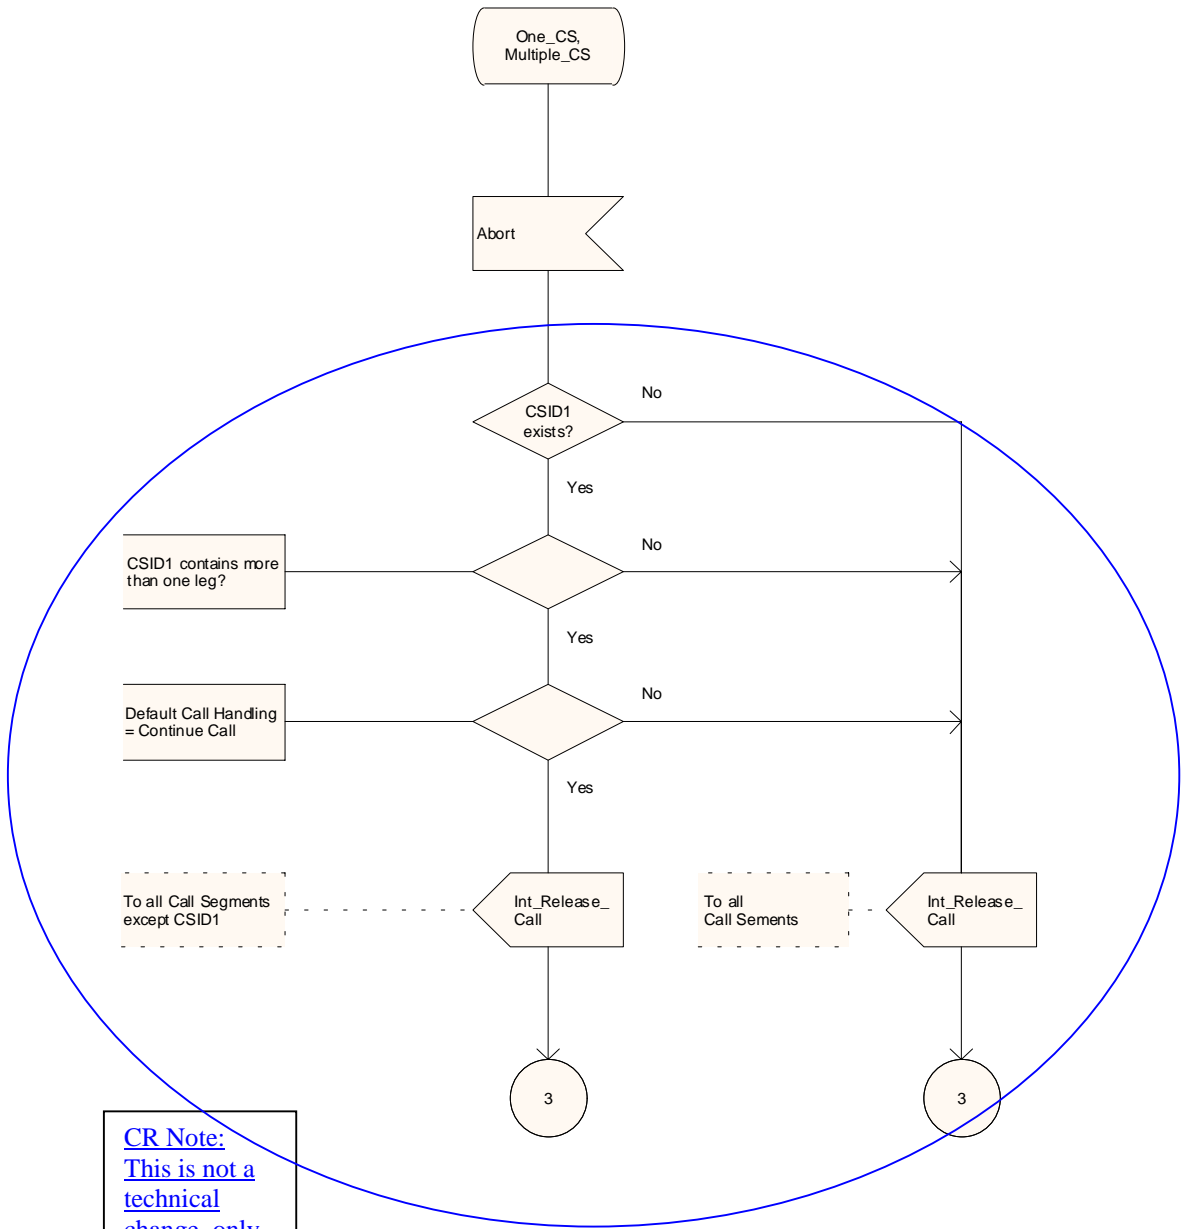 One_CS,
Multiple_CS
Abort
CSID1
exists?
No
Yes
CSID1 contains more
than one leg?
No
Yes
Default Call Handling
= Continue Call
No
Yes
To all Call Segments
except CSID1
Int_Release_
Call
To all
Call Sements
Int_Release_
Call
3
3
CR Note:
This is not a
technical
change, only